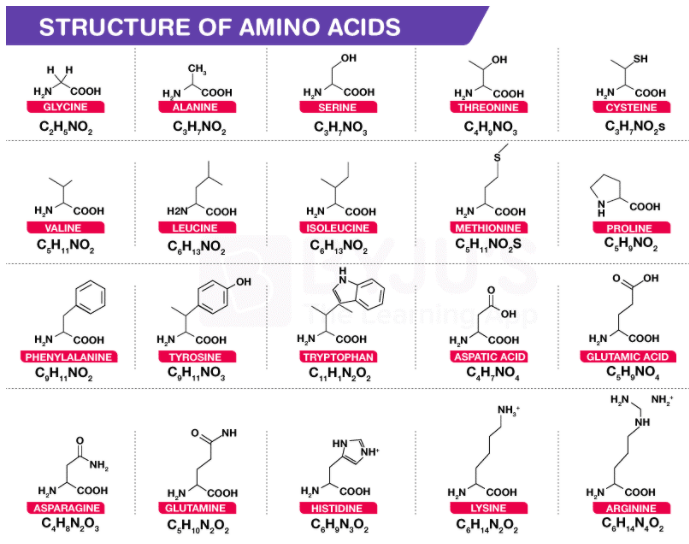 STRUCTURE OF AMINO ACIDS
H H
H₂N COOH
GLYCINE
C₂H₅NO₂
CH₃
H₂N COOH
ALANINE
C₃H₇NO₂
OH
H₂N COOH
SERINE
C₃H₇NO₃
OH
H₂N COOH
THREONINE
C₄H₉NO₃
SH
H₂N COOH
CYSTEINE
C₃H₇NO₂s
H₂N COOH
VALINE
C₅H₁₁NO₂
H2N COOH
LEUCINE
C₆H₁₃NO₂
H₂N COOH
ISOLEUCINE
C₆H₁₃NO₂
S
H₂N COOH
METHIONINE
C₅H₁₁NO₂S
N
H
COOH
PROLINE
C₅H₉NO₂
H₂N COOH
PHENYLALANINE
C₉H₁₁NO₂
OH
H₂N COOH
TYROSINE
C₉H₁₁NO₃
H
N
H₂N COOH
TRYPTOPHAN
C₁₁H₁N₂O₂
O
OH
H₂N COOH
ASPATIC ACID
C₄H₇NO₄
O OH
H₂N COOH
GLUTAMIC ACID
C₅H₉NO₄
BYJU'S
The Learning App
O
NH₂
H₂N COOH
ASPARAGINE
C₄H₈N₂O₃
O NH
H₂N COOH
GLUTAMINE
C₅H₁₀N₂O₂
HN NH⁺
H₂N COOH
HISTIDINE
C₆H₉N₃O₂
NH₃⁺
H₂N COOH
LYSINE
C₆H₁₄N₂O₂
H₂N NH₂⁺
NH
H₂N COOH
ARGININE
C₆H₁₄N₄O₂